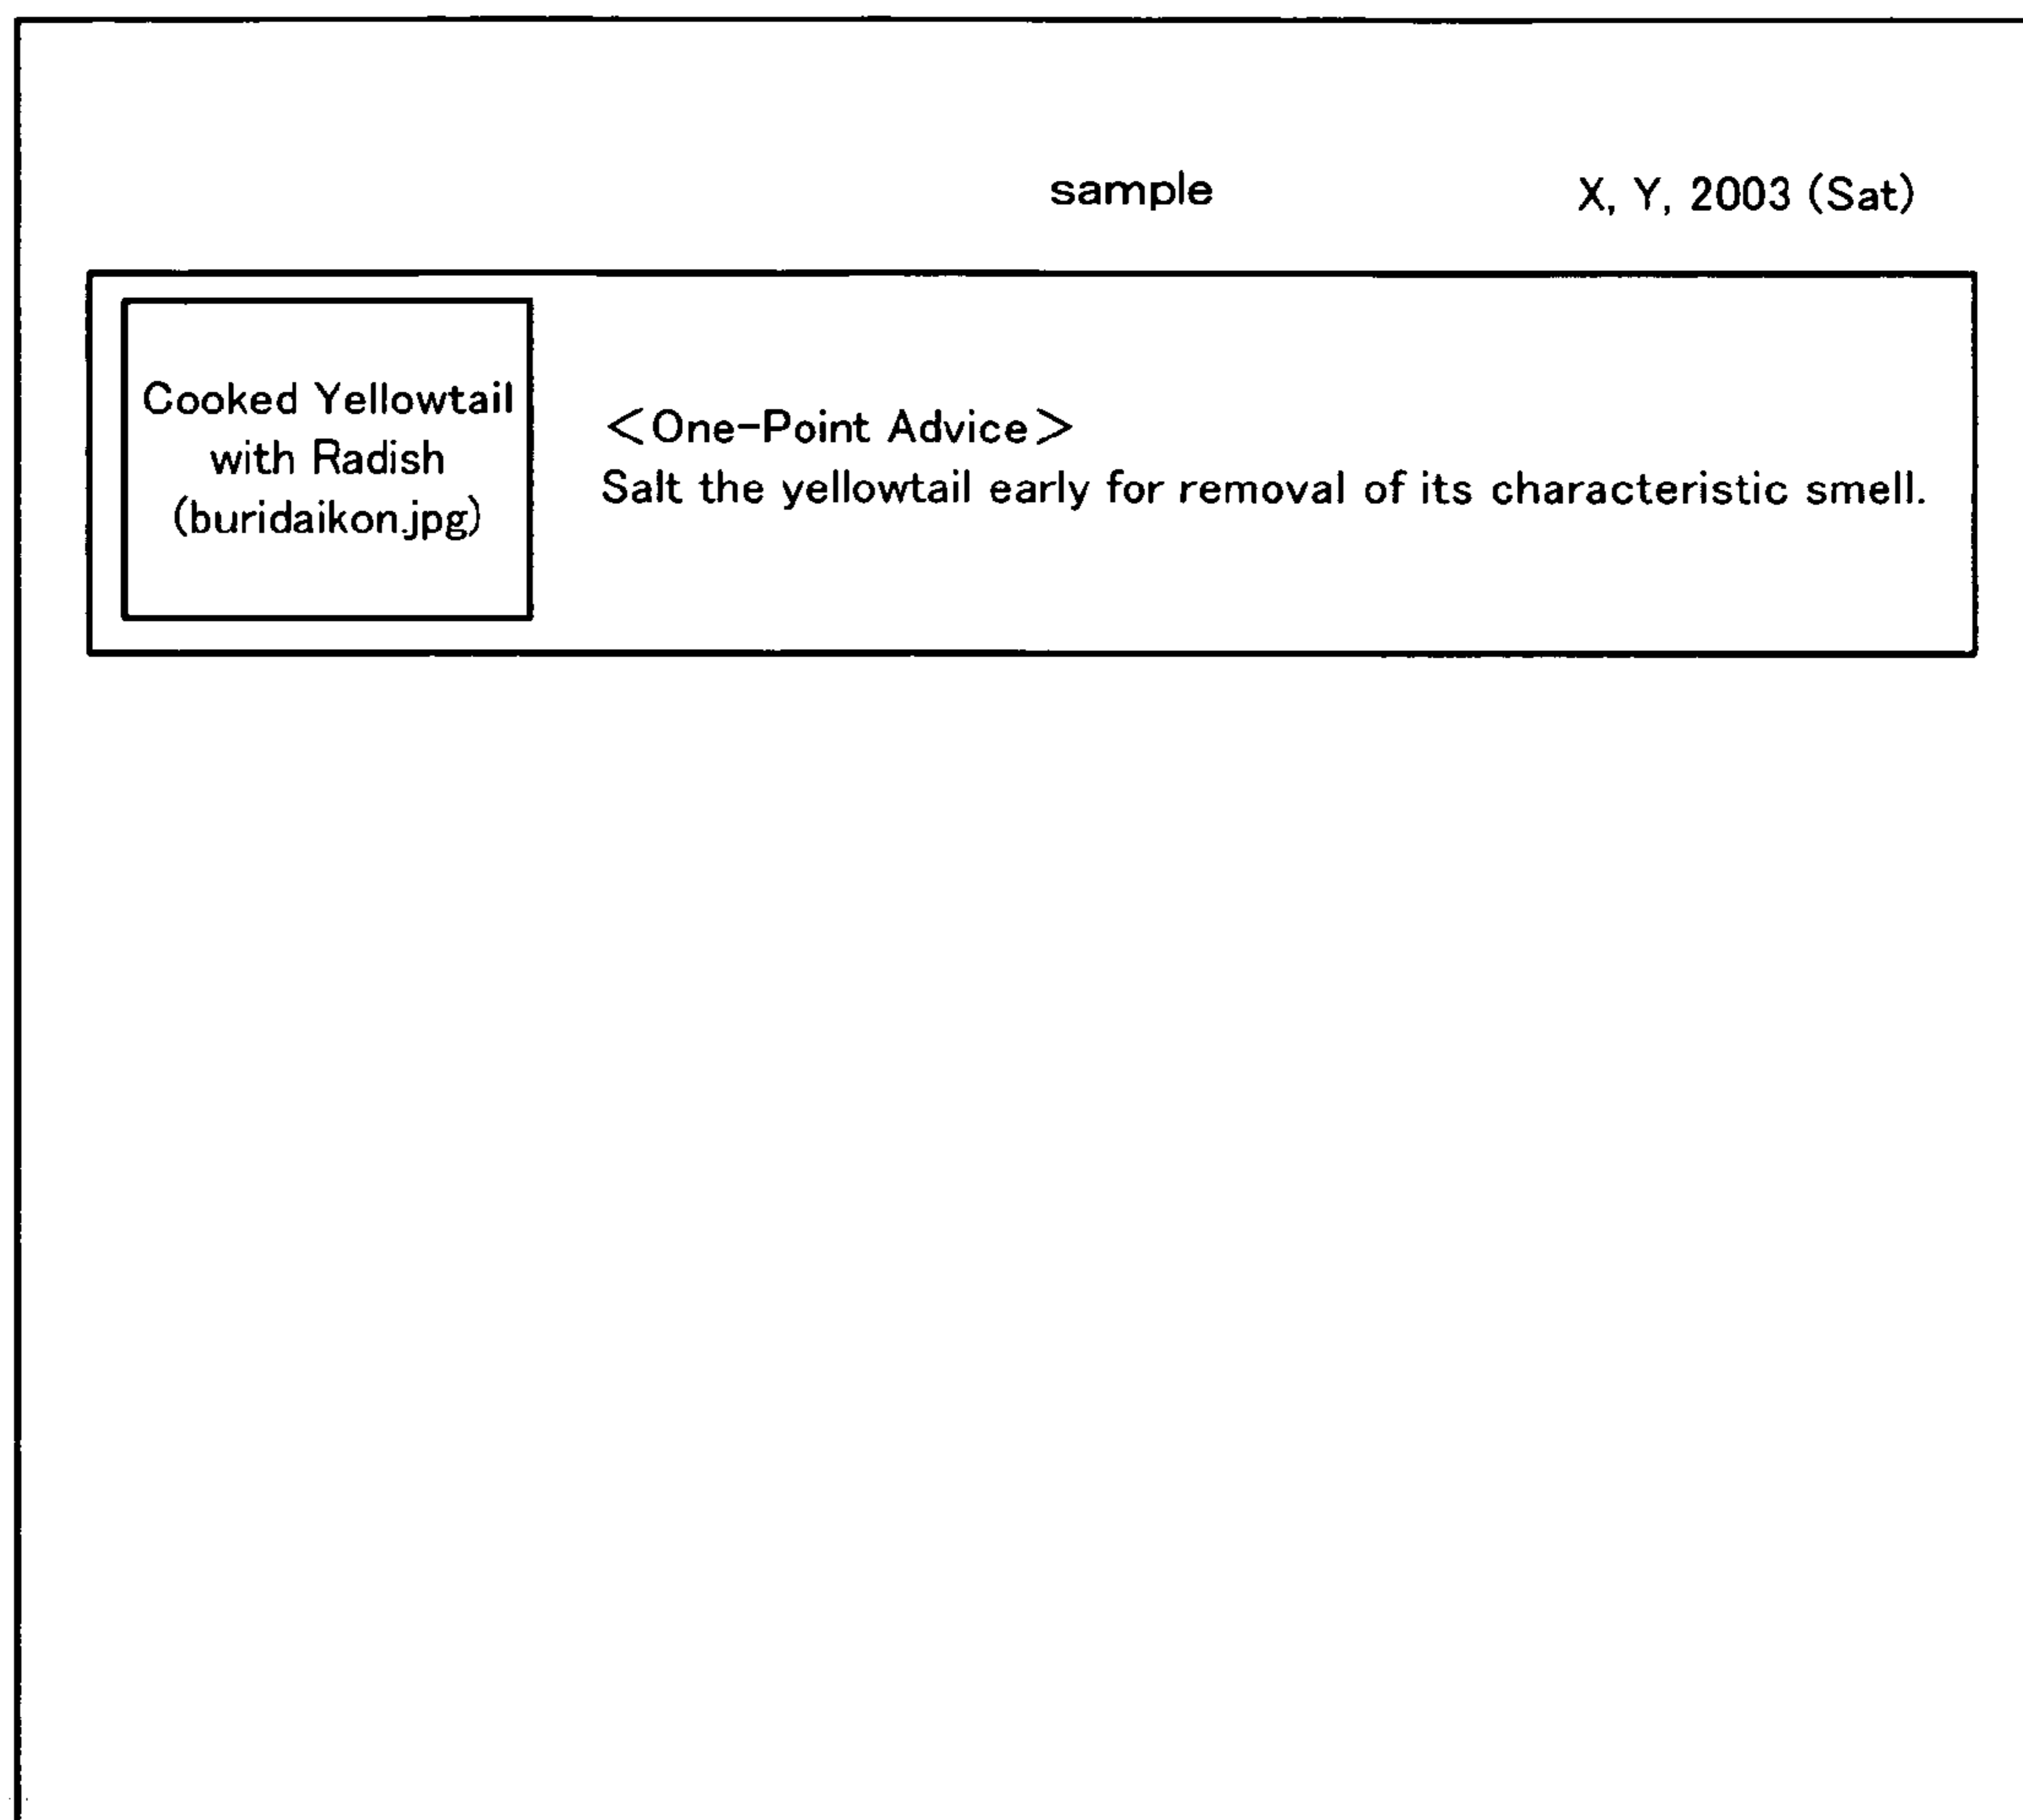 sample X, Y, 2003 (Sat)
Cooked Yellowtail
with Radish
(buridaikon.jpg)
<One-Point Advice>
Salt the yellowtail early for removal of its characteristic smell.